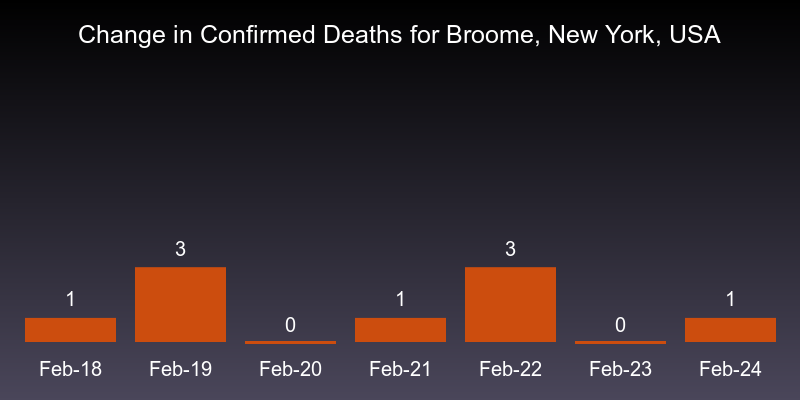 Change in Confirmed Deaths for Broome, New York, USA
1 3 0 1 3 0 1
Feb-18 Feb-19 Feb-20 Feb-21 Feb-22 Feb-23 Feb-24